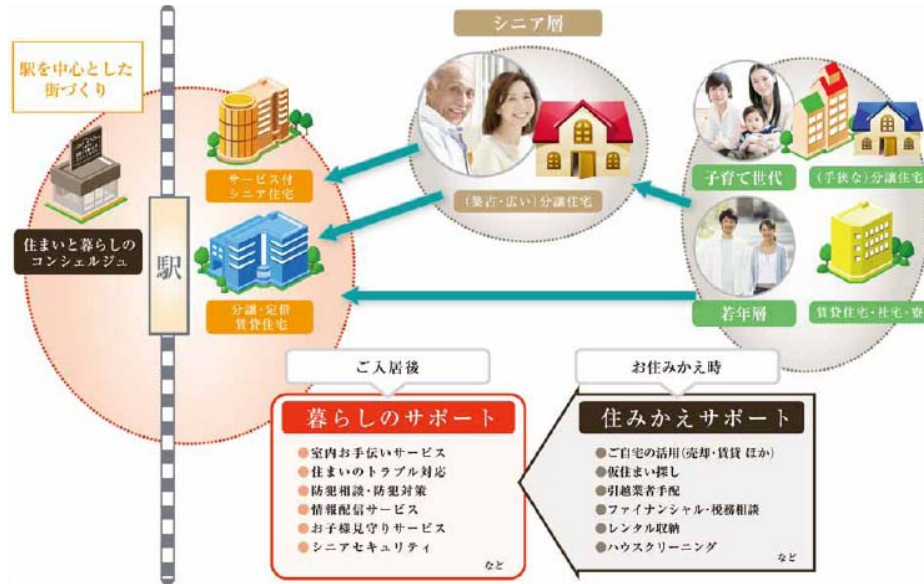 シニア層
駅を中心とした
街づくり
サービス付
シニア住宅
(築古・広い)分譲住宅
子育て世代
(手狭な)分譲住宅
住まいと暮らしの
コンシェルジュ
駅
分譲・定借
賃貸住宅
若年層
賃貸住宅・社宅・寮
ご入居後
お住みかえ時
暮らしのサポート
室内お手伝いサービス
住まいのトラブル対応
防犯相談・防犯対策
情報配信サービス
お子様見守りサービス
シニアセキュリティ
など
住みかえサポート
ご自宅の活用(売却・賃貸 ほか)
仮住まい探し
引越業者手配
ファイナンシャル・税務相談
レンタル収納
ハウスクリーニング
など